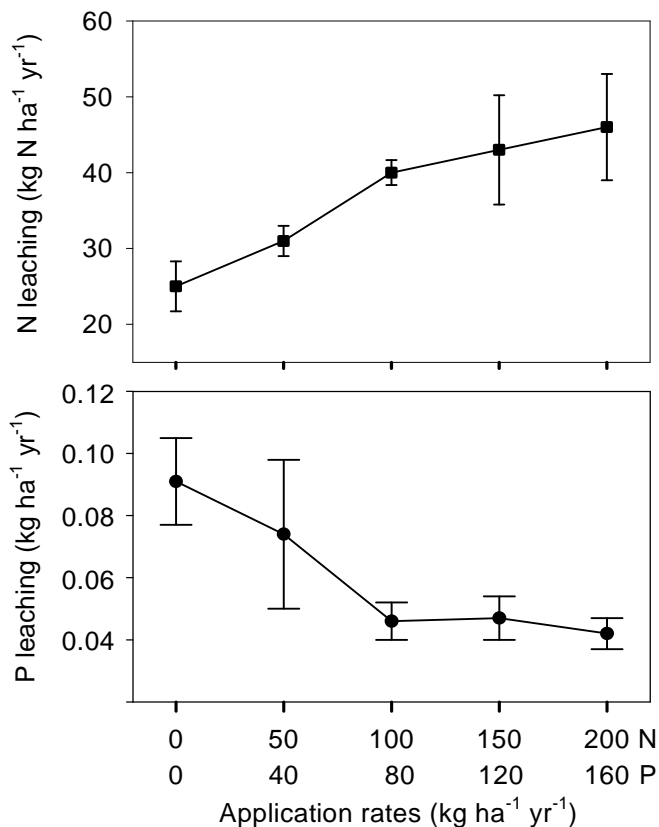 N leaching (kg N ha⁻¹ yr⁻¹)
60
50
40
30
20
P leaching (kg ha⁻¹ yr⁻¹)
0.12
0.10
0.08
0.06
0.04
0 50 100 150 200 N
0 40 80 120 160 P
Application rates (kg ha⁻¹ yr⁻¹)